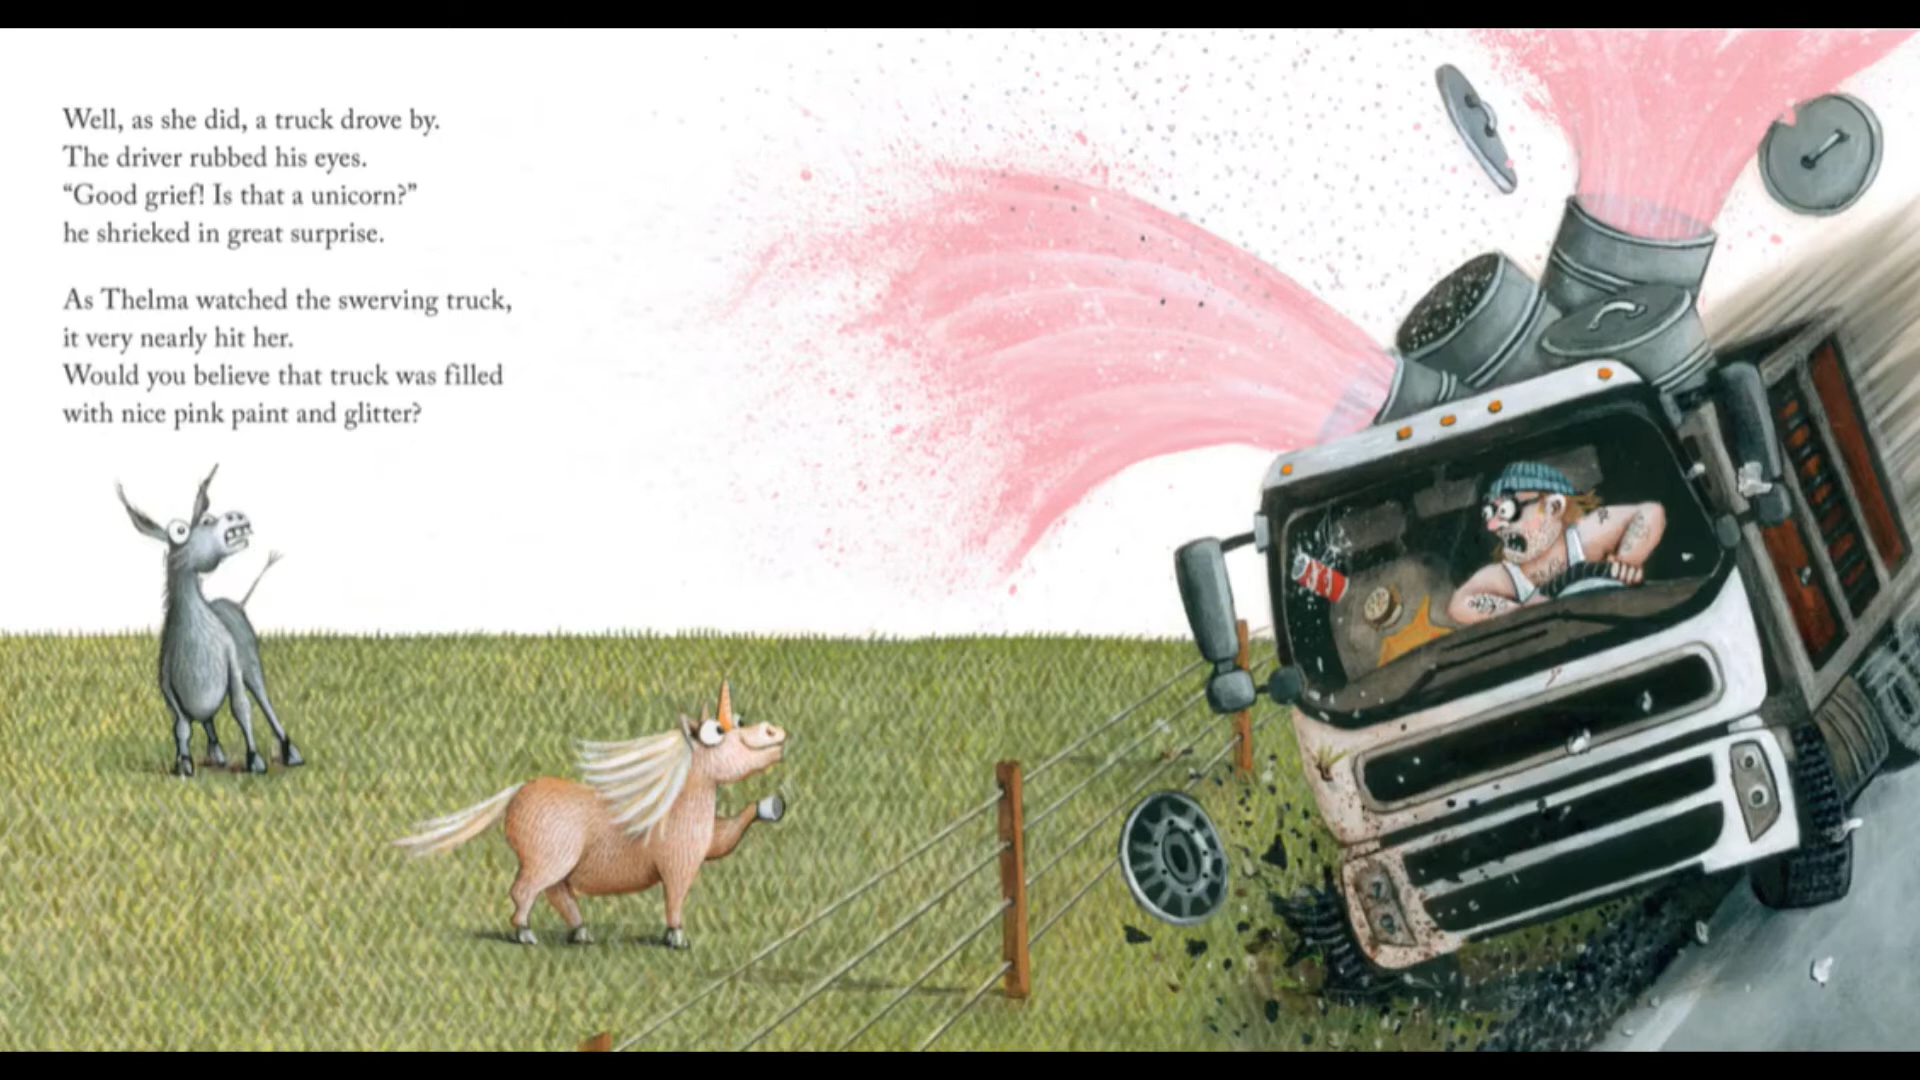 Well, as she did, a truck drove by.
The driver rubbed his eyes.
“Good grief! Is that a unicorn?”
he shrieked in great surprise.
As Thelma watched the swerving truck,
it very nearly hit her.
Would you believe that truck was filled
with nice pink paint and glitter?